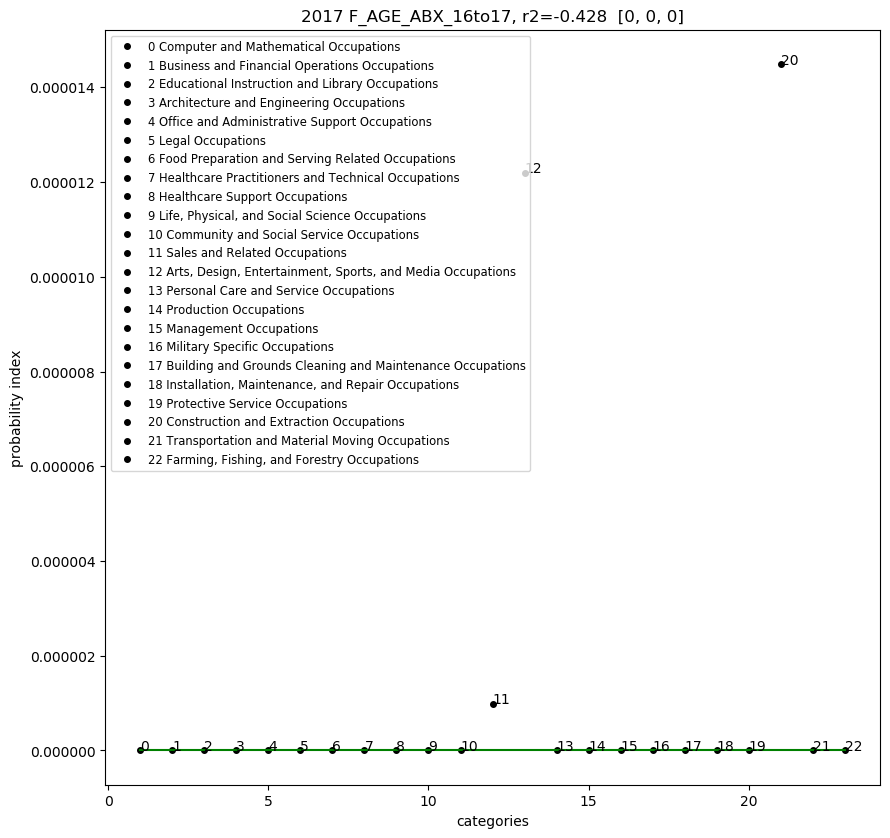 2017 F_AGE_ABX_16to17, r2=-0.428  [0, 0, 0]
0 Computer and Mathematical Occupations
1 Business and Financial Operations Occupations
2 Educational Instruction and Library Occupations
3 Architecture and Engineering Occupations
4 Office and Administrative Support Occupations
5 Legal Occupations
6 Food Preparation and Serving Related Occupations
7 Healthcare Practitioners and Technical Occupations
8 Healthcare Support Occupations
9 Life, Physical, and Social Science Occupations
10 Community and Social Service Occupations
11 Sales and Related Occupations
12 Arts, Design, Entertainment, Sports, and Media Occupations
13 Personal Care and Service Occupations
14 Production Occupations
15 Management Occupations
16 Military Specific Occupations
17 Building and Grounds Cleaning and Maintenance Occupations
18 Installation, Maintenance, and Repair Occupations
19 Protective Service Occupations
20 Construction and Extraction Occupations
21 Transportation and Material Moving Occupations
22 Farming, Fishing, and Forestry Occupations
20
12
11
0 1 2 3 4 5 6 7 8 9 10 13 14 15 16 17 18 19 21 22
0.000014
0.000012
0.000010
0.000008
0.000006
0.000004
0.000002
0.000000
probability index
0 5 10 15 20
categories